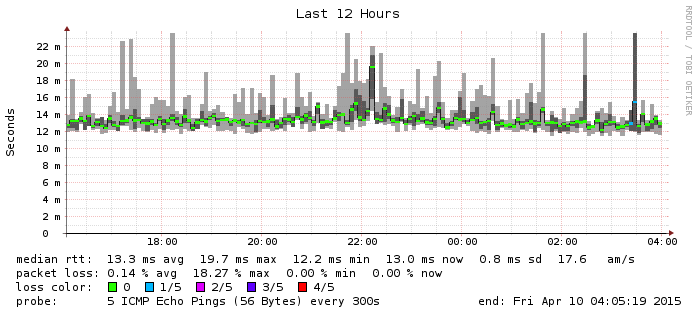 Last 12 Hours
RRDTOOL / TOBI OETIKER
Seconds
22 m
20 m
18 m
16 m
14 m
12 m
10 m
8 m
6 m
4 m
2 m
0
18:00 20:00 22:00 00:00 02:00 04:00
median rtt: 13.3 ms avg 19.7 ms max 12.2 ms min 13.0 ms now 0.8 ms sd 17.6 am/s
packet loss: 0.14 % avg 18.27 % max 0.00 % min 0.00 % now
loss color: 0 1/5 2/5 3/5 4/5
probe: 5 ICMP Echo Pings (56 Bytes) every 300s end: Fri Apr 10 04:05:19 2015